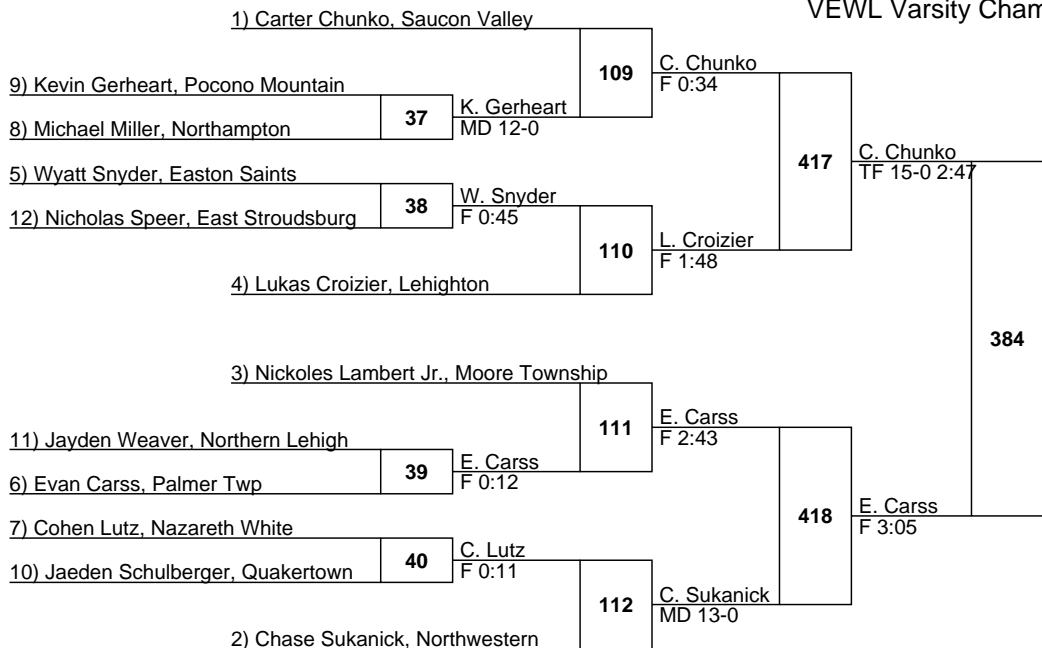 VEWL Varsity Cham
1) Carter Chunko, Saucon Valley
109
C. Chunko
F 0:34
9) Kevin Gerheart, Pocono Mountain
37
K. Gerheart
MD 12-0
8) Michael Miller, Northampton
417
C. Chunko
TF 15-0 2:47
5) Wyatt Snyder, Easton Saints
38
W. Snyder
F 0:45
12) Nicholas Speer, East Stroudsburg
110
L. Croizier
F 1:48
4) Lukas Croizier, Lehighton
384
3) Nickoles Lambert Jr., Moore Township
111
E. Carss
F 2:43
11) Jayden Weaver, Northern Lehigh
39
E. Carss
F 0:12
6) Evan Carss, Palmer Twp
418
E. Carss
F 3:05
7) Cohen Lutz, Nazareth White
40
C. Lutz
F 0:11
10) Jaeden Schulberger, Quakertown
112
C. Sukanick
MD 13-0
2) Chase Sukanick, Northwestern